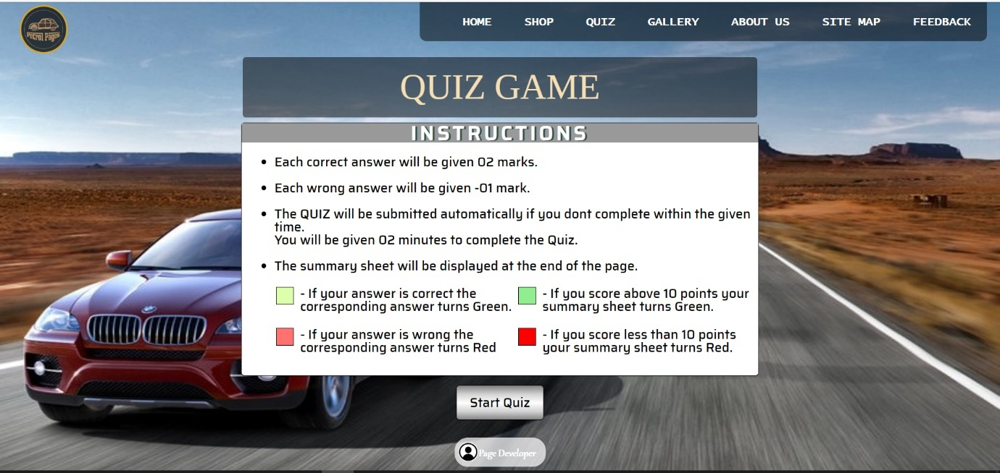 Petrol Pages
HOME SHOP QUIZ GALLERY ABOUT US SITE MAP FEEDBACK
QUIZ GAME
INSTRUCTIONS
Each correct answer will be given 02 marks.
Each wrong answer will be given -01 mark.
The QUIZ will be submitted automatically if you dont complete within the given
time.
You will be given 02 minutes to complete the Quiz.
The summary sheet will be displayed at the end of the page.
- If your answer is correct the
corresponding answer turns Green.
- If you score above 10 points your
summary sheet turns Green.
- If your answer is wrong the
corresponding answer turns Red
- If you score less than 10 points
your summary sheet turns Red.
Start Quiz
Page Developer